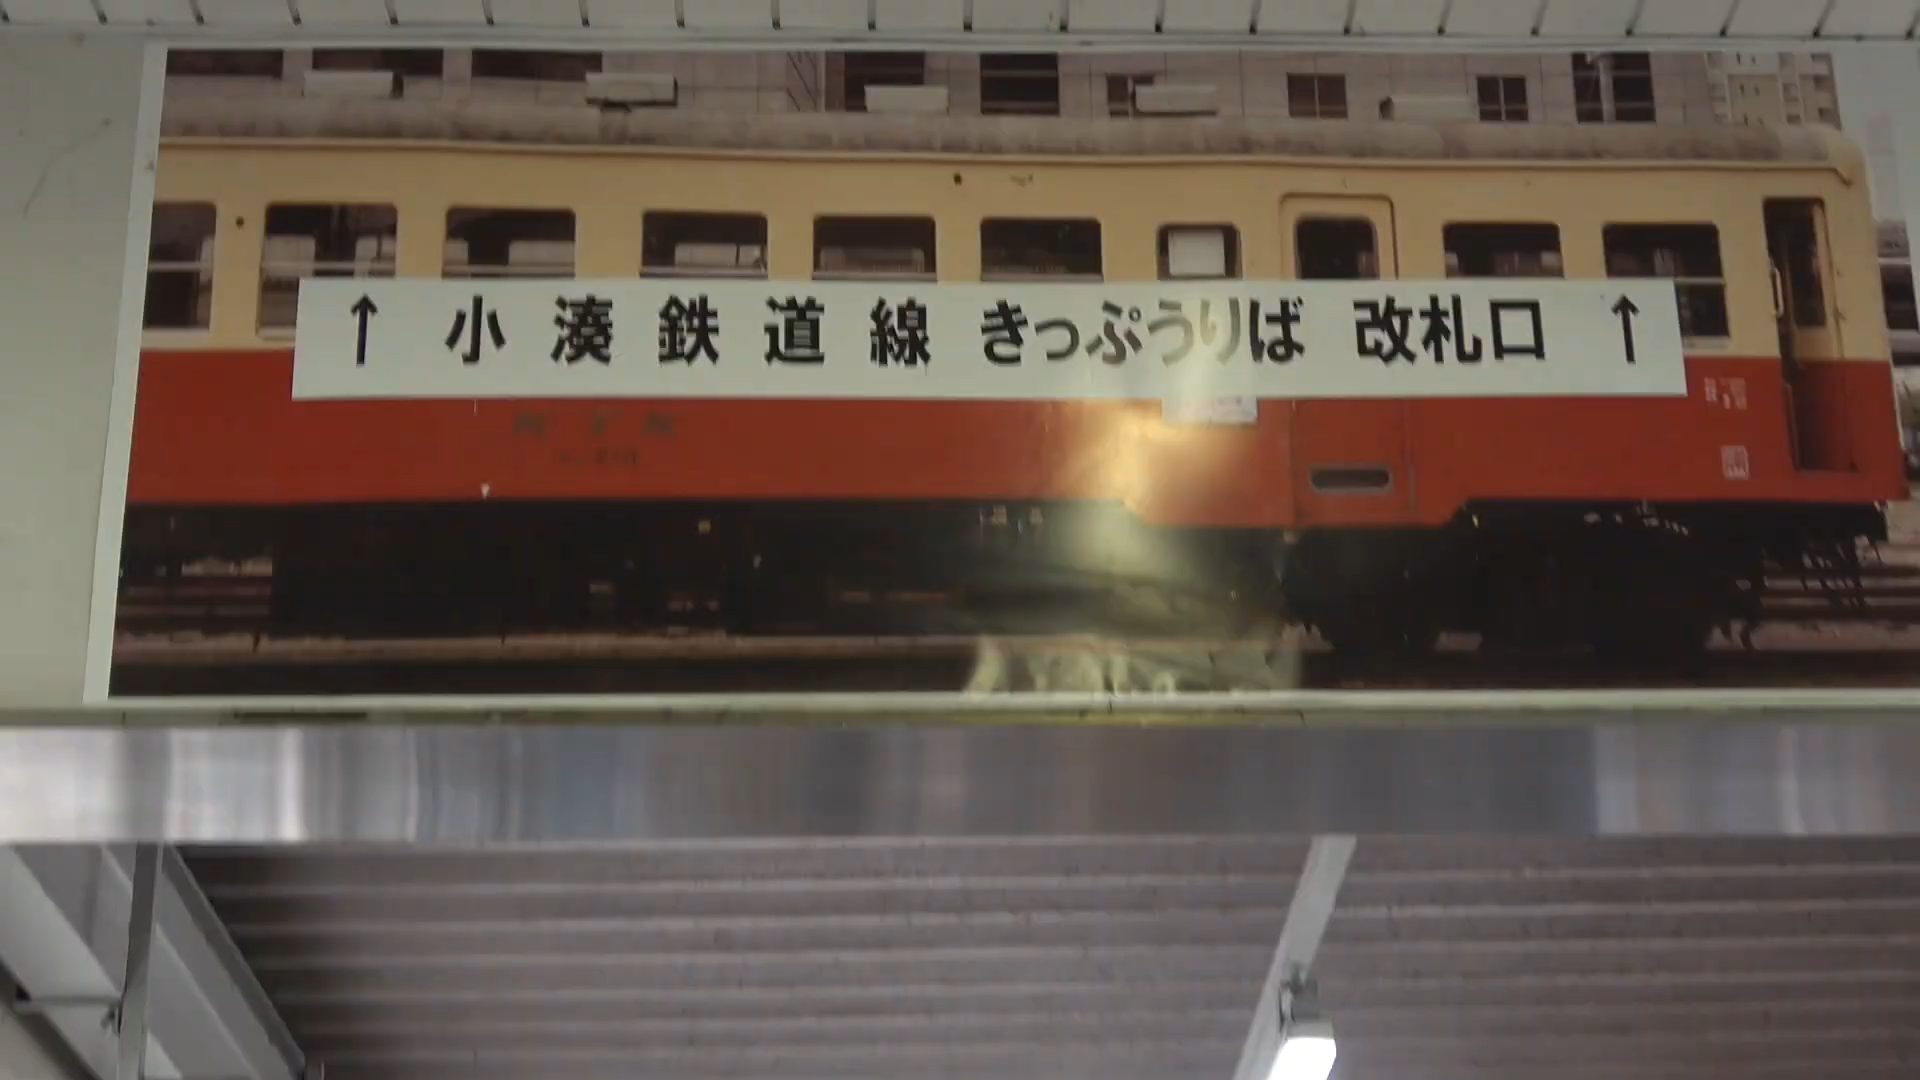 ↑ 小湊鉄道線 きっぷうりば 改札口 ↑